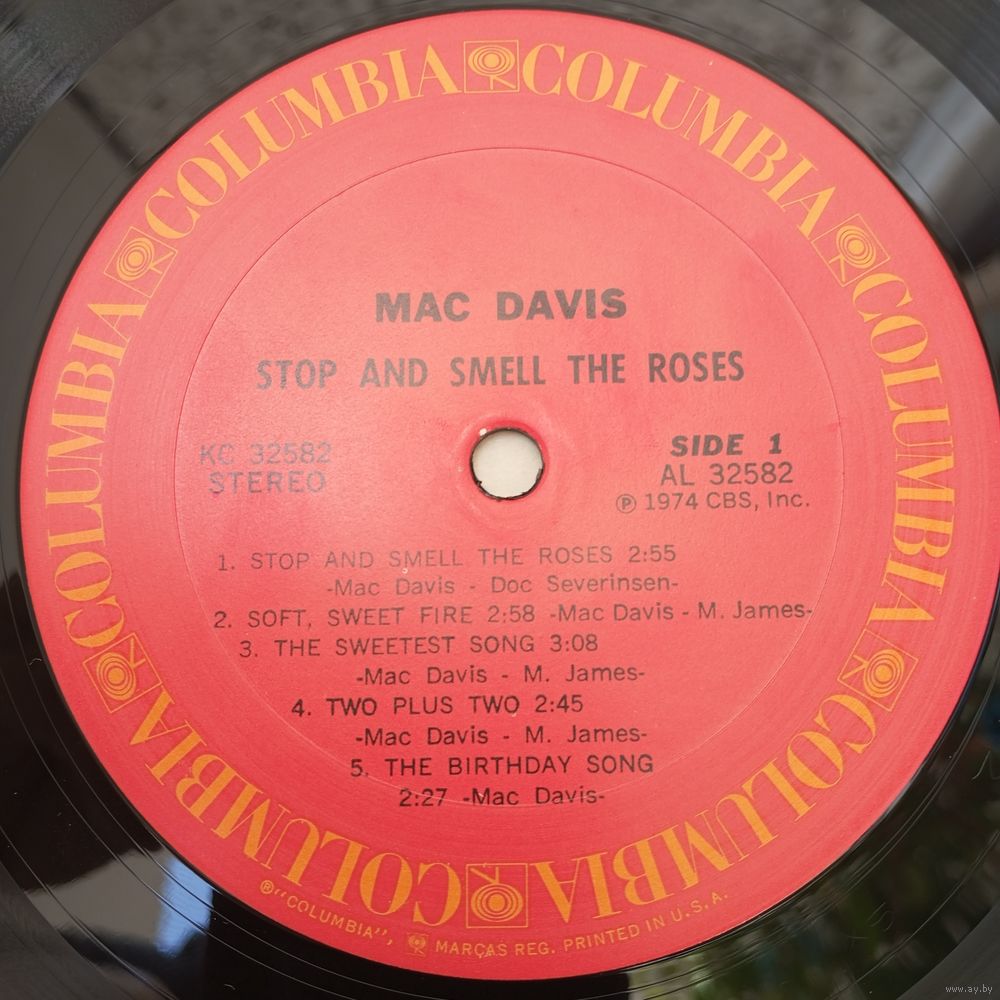 COLUMBIA COLUMBIA COLUMBIA COLUMBIA COLUMBIA COLUMBIA COLUMBIA COLUMBIA
MAC DAVIS
STOP AND SMELL THE ROSES
KC 32582
STEREO
SIDE 1
AL 32582
Ⓟ 1974 CBS, Inc.
1. STOP AND SMELL THE ROSES 2:55
-Mac Davis - Doc Severinsen-
2. SOFT, SWEET FIRE 2:58 -Mac Davis - M. James-
3. THE SWEETEST SONG 3:08
-Mac Davis - M. James-
4. TWO PLUS TWO 2:45
-Mac Davis - M. James-
5. THE BIRTHDAY SONG
2:27 -Mac Davis-
®"COLUMBIA", MARCAS REG. PRINTED IN U.S.A.
www.ay.by